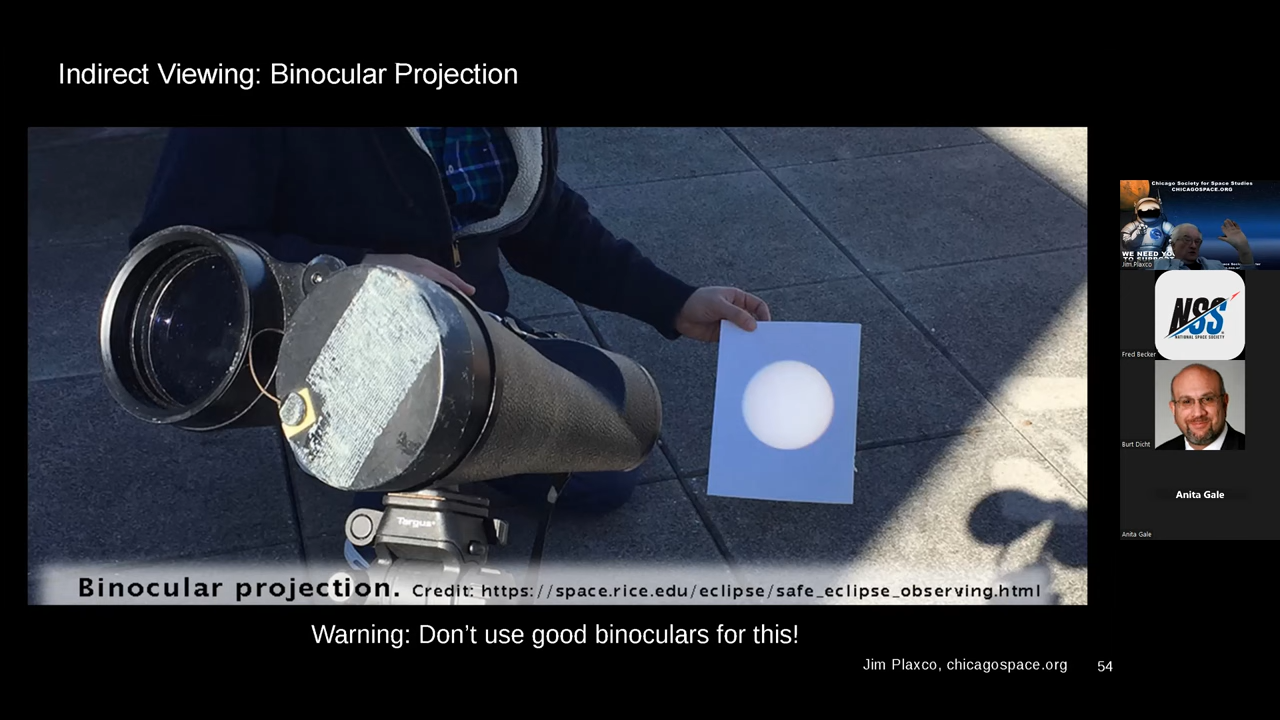 Indirect Viewing: Binocular Projection
Targus
Binocular projection. Credit: https://space.rice.edu/eclipse/safe_eclipse_observing.html
Warning: Don’t use good binoculars for this!
Jim Plaxco, chicagospace.org 54
Chicago Society for Space Studies
CHICAGOSPACE.ORG
WE NEED YOU
TO SUPPORT
Jim Plaxco
NSS
NATIONAL SPACE SOCIETY
Fred Becker
Burt Dicht
Anita Gale
Anita Gale